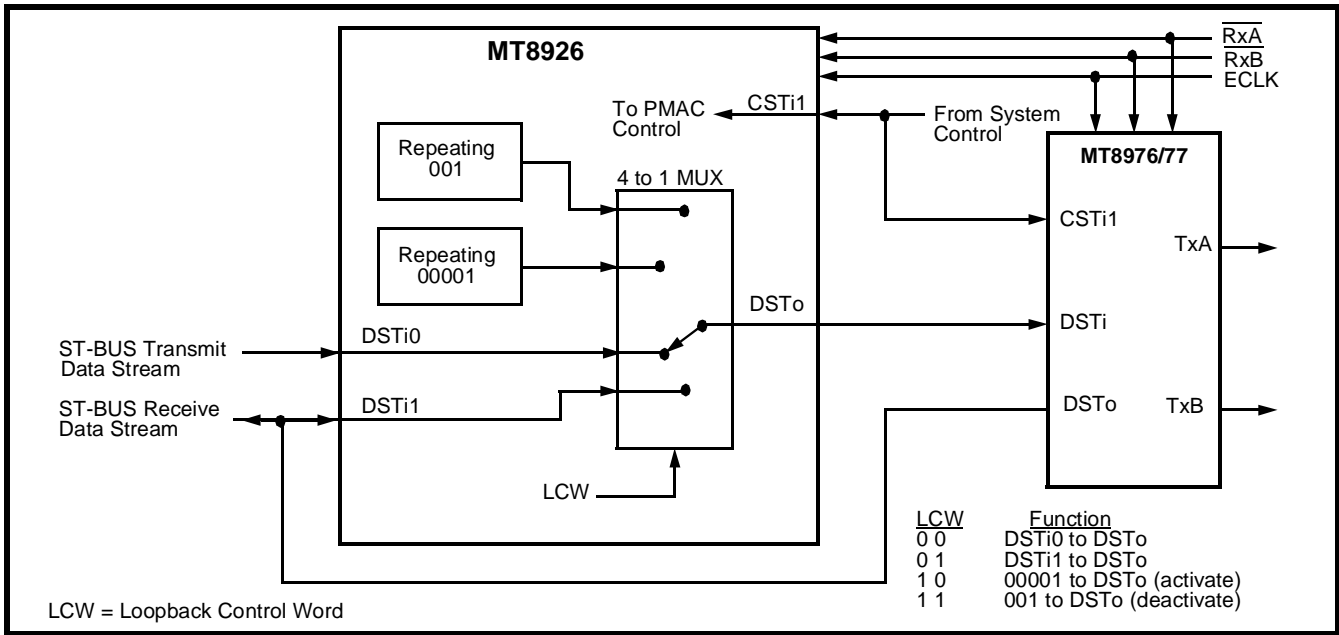 MT8926
RxA
RxB
ECLK
To PMAC
Control
CSTi1
From System
Control
MT8976/77
Repeating
001
4 to 1 MUX
CSTi1
TxA
Repeating
00001
DSTo
DSTi
DSTi0
ST-BUS Transmit
Data Stream
DSTi1
ST-BUS Receive
Data Stream
DSTo
TxB
LCW
LCW Function
0 0 DSTi0 to DSTo
0 1 DSTi1 to DSTo
1 0 00001 to DSTo (activate)
1 1 001 to DSTo (deactivate)
LCW = Loopback Control Word